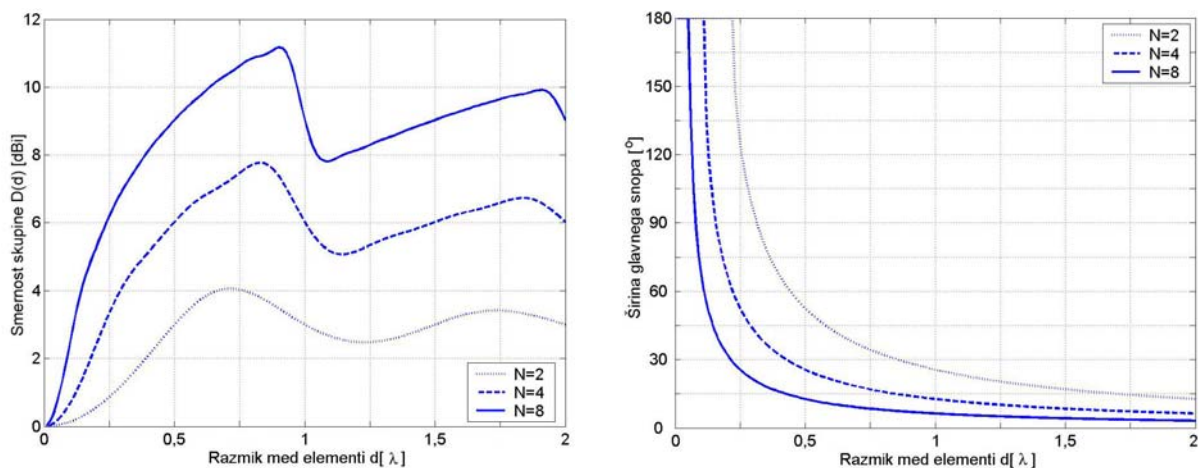 Smernost skupine D(d) [dBi]
12
10
8
6
4
2
0
0
0,5
1
1,5
2
Razmik med elementi d[ λ ]
N=2
N=4
N=8
Širina glavnega snopa [°]
180
150
120
90
60
30
0
0
0,5
1
1,5
2
Razmik med elementi d[ λ ]
N=2
N=4
N=8